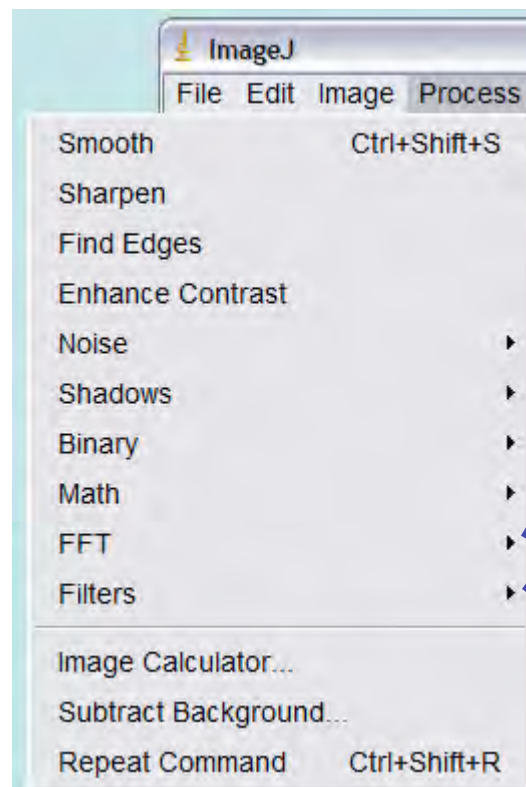 ImageJ
File Edit Image Process
Smooth Ctrl+Shift+S
Sharpen
Find Edges
Enhance Contrast
Noise
Shadows
Binary
Math
FFT
Filters
Image Calculator...
Subtract Background...
Repeat Command Ctrl+Shift+R